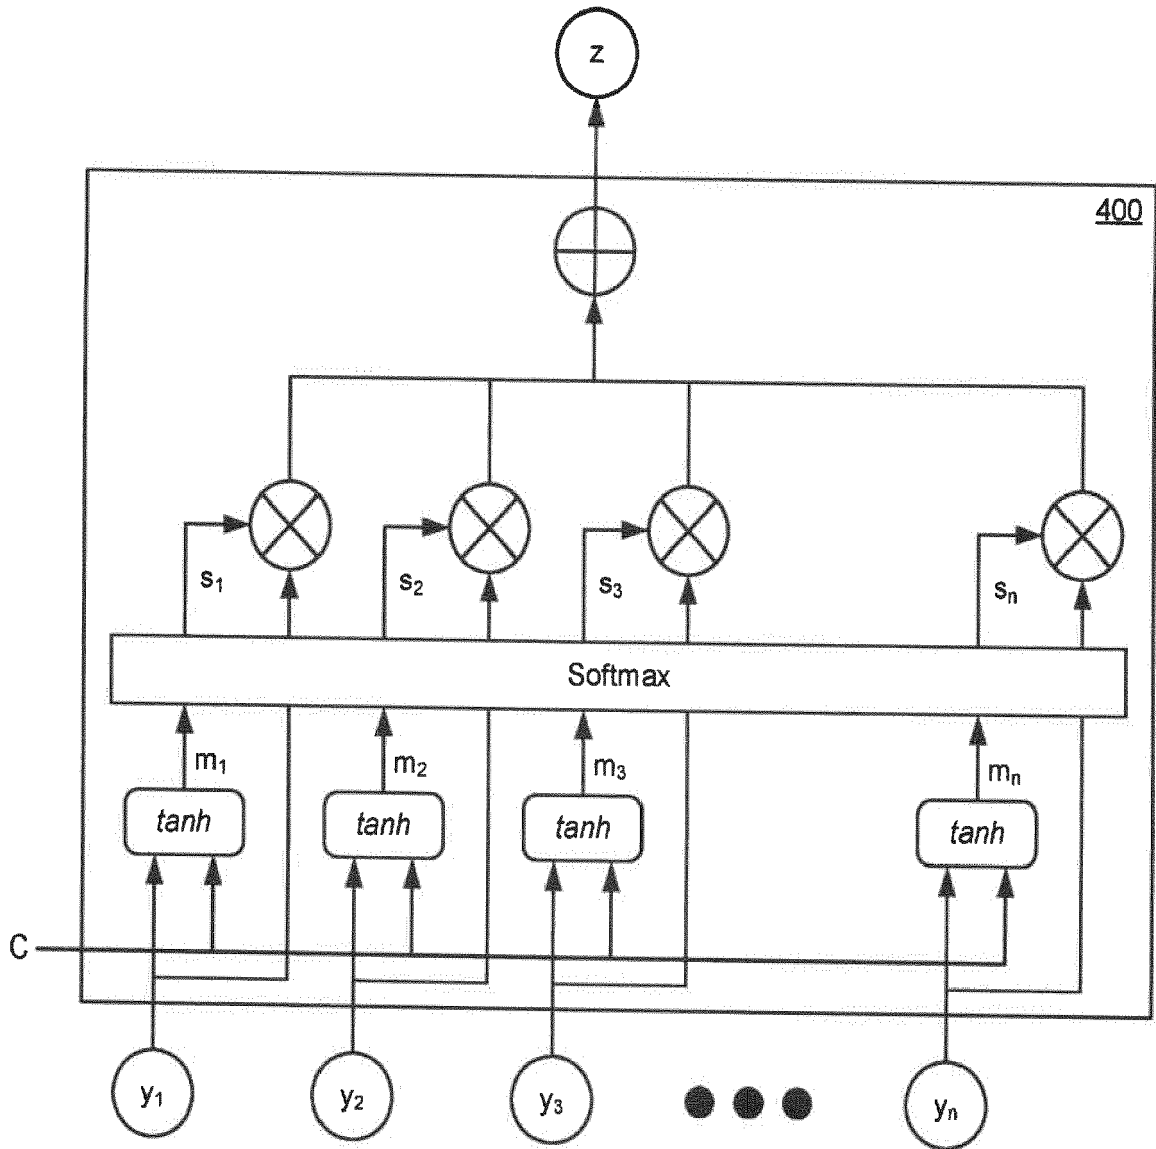 z
400
s₁ s₂ s₃ sₙ
Softmax
m₁ m₂ m₃ mₙ
tanh tanh tanh tanh
C
y₁ y₂ y₃ yₙ